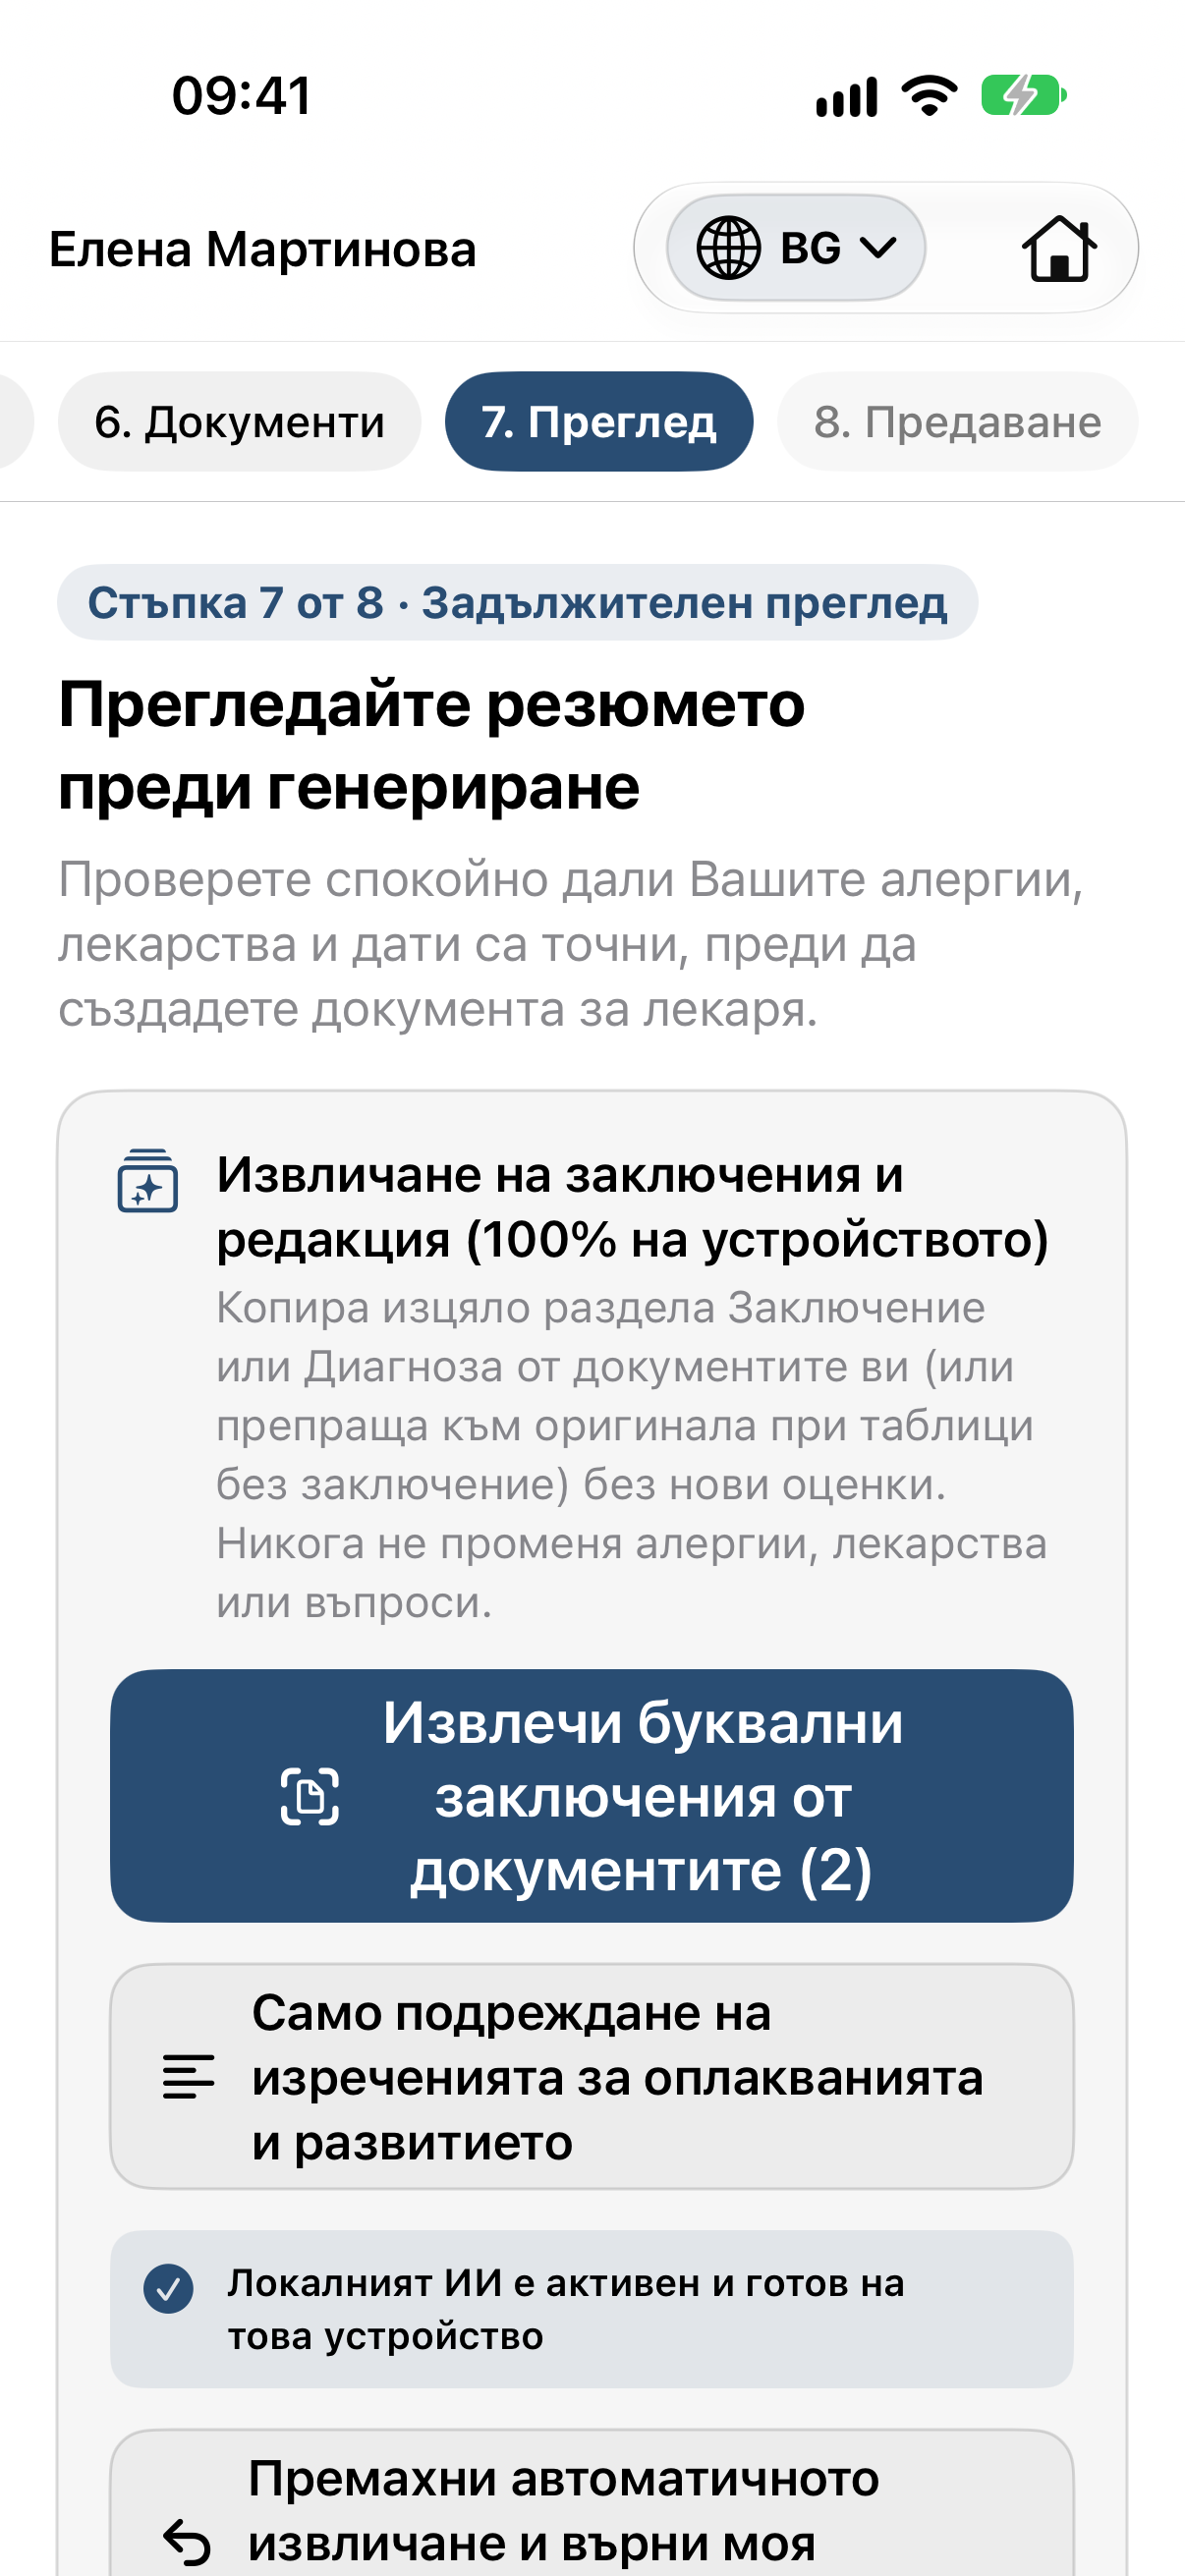 09:41
Елена Мартинова
BG
6. Документи
7. Преглед
8. Предаване
Стъпка 7 от 8 · Задължителен преглед
Прегледайте резюмето
преди генериране
Проверете спокойно дали Вашите алергии,
лекарства и дати са точни, преди да
създадете документа за лекаря.
Извличане на заключения и
редакция (100% на устройството)
Копира изцяло раздела Заключение
или Диагноза от документите ви (или
препраща към оригинала при таблици
без заключение) без нови оценки.
Никога не променя алергии, лекарства
или въпроси.
Извлечи буквални
заключения от
документите (2)
Само подреждане на
изреченията за оплакванията
и развитието
Локалният ИИ е активен и готов на
това устройство
Премахни автоматичното
извличане и върни моя